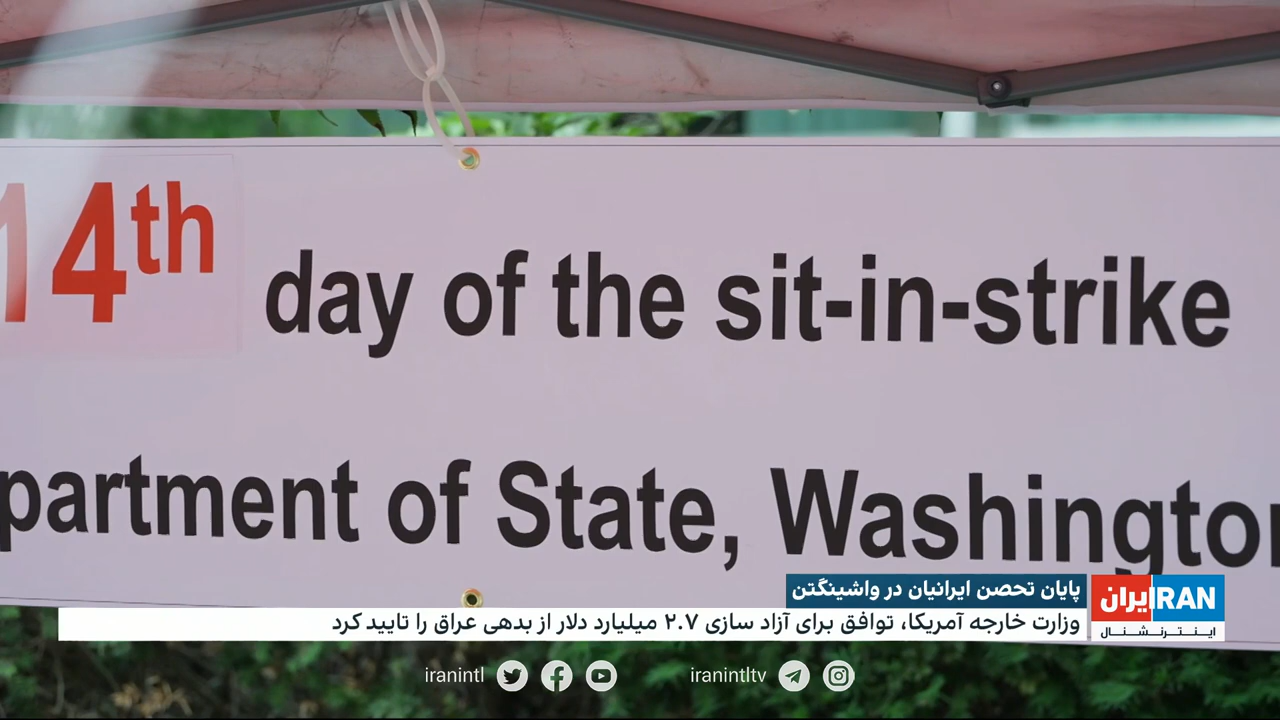 14th day of the sit-in-strike
partment of State, Washington
پایان تحصن ایرانیان در واشینگتن
وزارت خارجه آمریکا، توافق برای آزاد سازی ۲.۷ میلیارد دلار از بدهی عراق را تایید کرد
ایران IRAN
اینترنشنال
iranintl
iranintltv